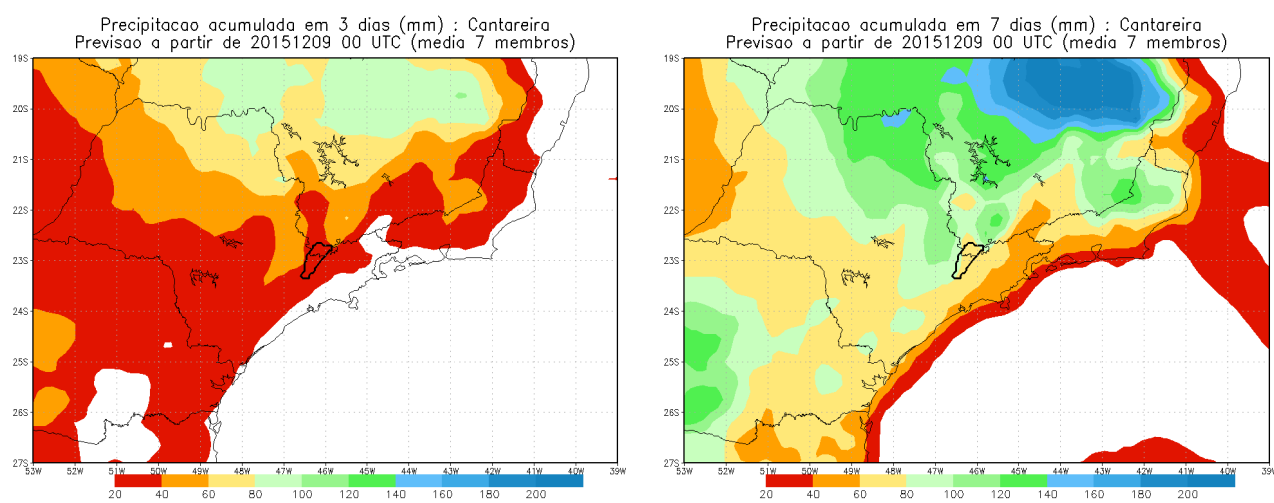 Precipitacao acumulada em 3 dias (mm) : Cantareira
Previsao a partir de 20151209 00 UTC (media 7 membros)
19S
20S
21S
22S
23S
24S
25S
26S
27S
53W 52W 51W 50W 49W 48W 47W 46W 45W 44W 43W 42W 41W 40W 39W
20 40 60 80 100 120 140 160 180 200
Precipitacao acumulada em 7 dias (mm) : Cantareira
Previsao a partir de 20151209 00 UTC (media 7 membros)
19S
20S
21S
22S
23S
24S
25S
26S
27S
53W 52W 51W 50W 49W 48W 47W 46W 45W 44W 43W 42W 41W 40W 39W
20 40 60 80 100 120 140 160 180 200